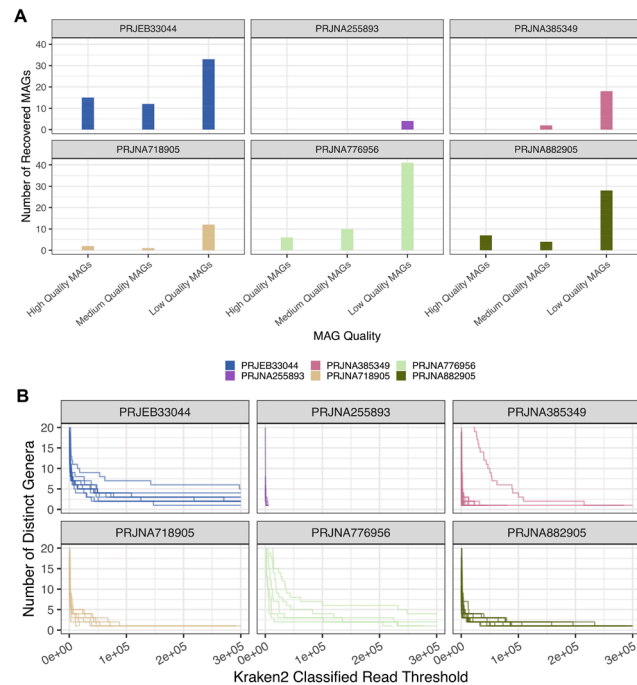 A
PRJEB33044 PRJNA255893 PRJNA385349
40
30
20
10
0
PRJNA718905 PRJNA776956 PRJNA882905
40
30
20
10
0
Number of Recovered MAGs
High Quality MAGs Medium Quality MAGs Low Quality MAGs High Quality MAGs Medium Quality MAGs Low Quality MAGs High Quality MAGs Medium Quality MAGs Low Quality MAGs
MAG Quality
PRJEB33044 PRJNA385349 PRJNA776956
PRJNA255893 PRJNA718905 PRJNA882905
B
PRJEB33044 PRJNA255893 PRJNA385349
20
15
10
5
0
PRJNA718905 PRJNA776956 PRJNA882905
20
15
10
5
0
Number of Distinct Genera
0e+00 1e+05 2e+05 3e+05 0e+00 1e+05 2e+05 3e+05 0e+00 1e+05 2e+05 3e+05
Kraken2 Classified Read Threshold